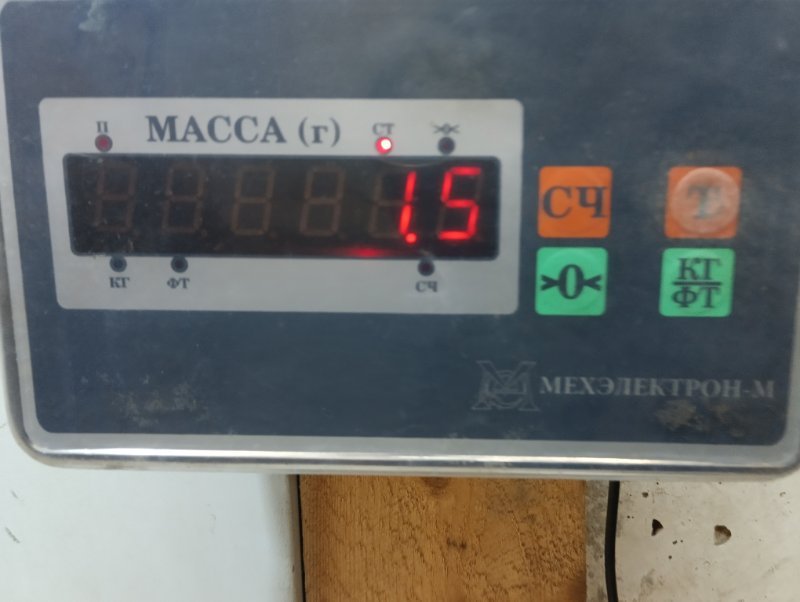 П МАССА (г) СТ >х<
1.5
КГ ФТ СЧ
СЧ Т
>0< КГ/ФТ
МЕХЭЛЕКТРОН-М